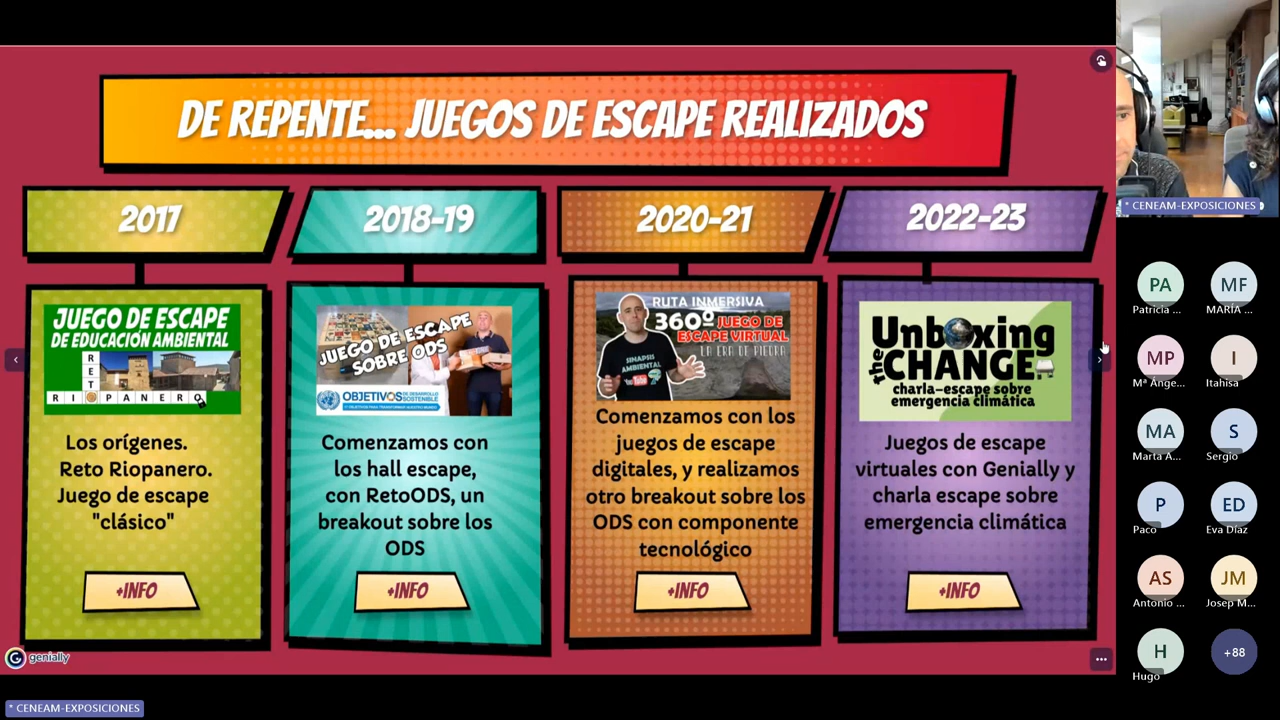 DE REPENTE... JUEGOS DE ESCAPE REALIZADOS
2017
2018-19
2020-21
2022-23
JUEGO DE ESCAPE
DE EDUCACIÓN AMBIENTAL
R
E
T
RIOPANERO
Los orígenes.
Reto Riopanero.
Juego de escape
"clásico"
+INFO
JUEGO DE ESCAPE
SOBRE ODS
OBJETIVOS DE DESARROLLO
SOSTENIBLE
Comenzamos con
los hall escape,
con RetoODS, un
breakout sobre los
ODS
+INFO
RUTA INMERSIVA
360º JUEGO DE
ESCAPE VIRTUAL
LA ERA DE PIEDRA
SINAPSIS
AMBIENTAL
YouTube
Comenzamos con los
juegos de escape
digitales, y realizamos
otro breakout sobre los
ODS con componente
tecnológico
+INFO
Unboxing
the CHANGE
charla-escape sobre
emergencia climática
Juegos de escape
virtuales con Genially y
charla escape sobre
emergencia climática
+INFO
genially
* CENEAM-EXPOSICIONES
* CENEAM-EXPOSICIONES
PA
Patricia ...
MF
MARÍA ...
MP
Mª Ánge...
I
Itahisa
MA
Marta A...
S
Sergio
P
Paco
ED
Eva Díaz
AS
Antonio ...
JM
Josep M...
H
Hugo
+88